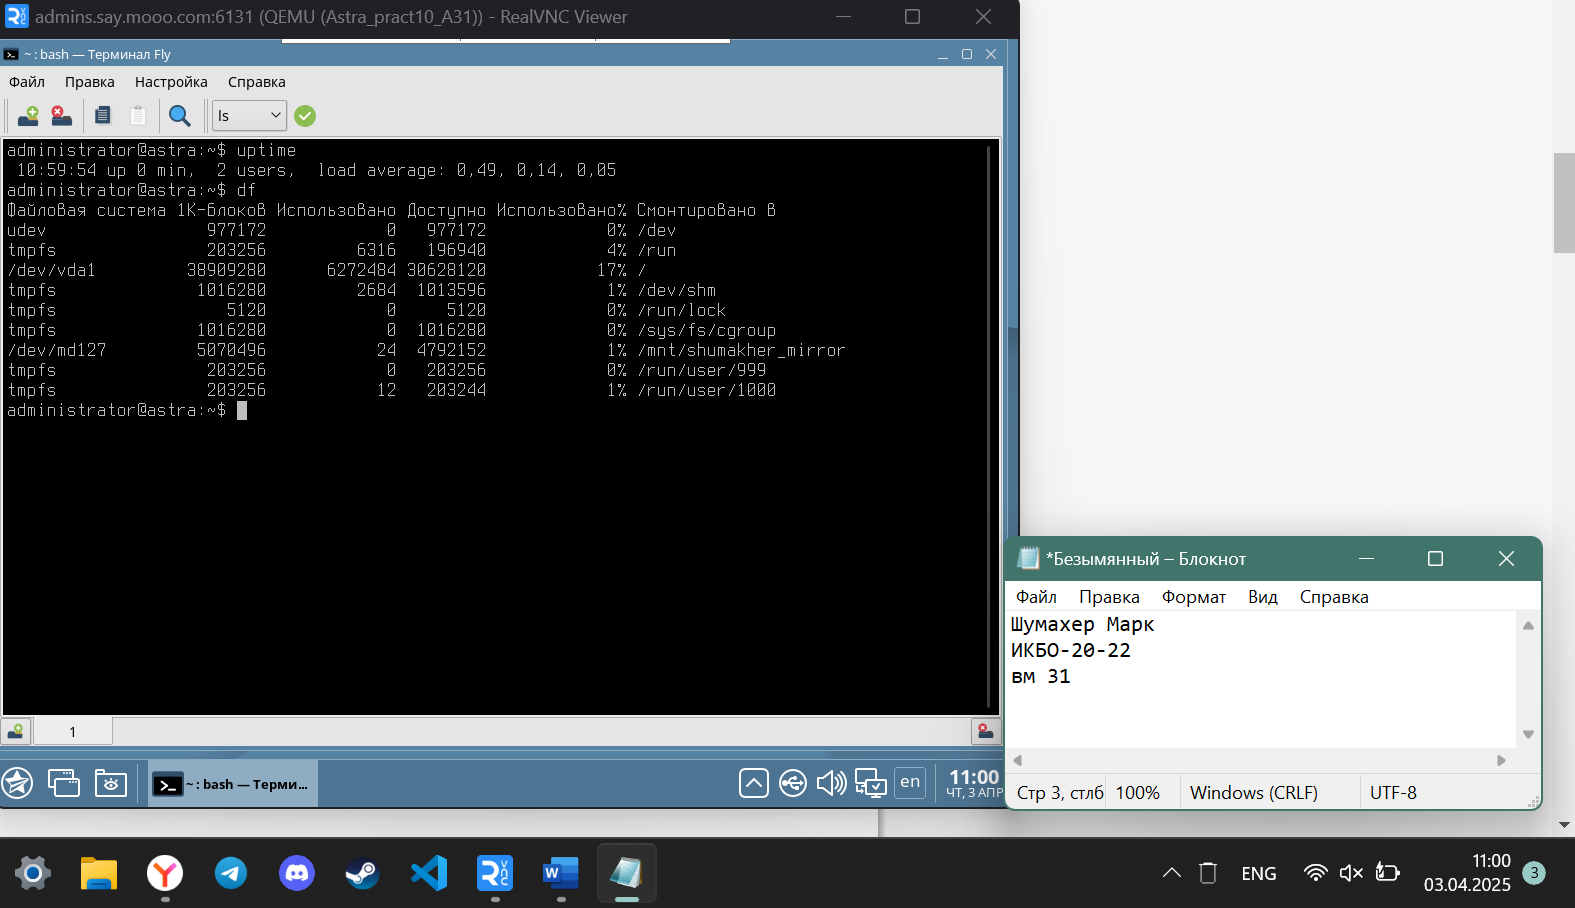 admins.say.mooo.com:6131 (QEMU (Astra_pract10_A31)) - RealVNC Viewer
~ : bash — Терминал Fly
Файл Правка Настройка Справка
ls
administrator@astra:~$ uptime
10:59:54 up 0 min, 2 users, load average: 0,49, 0,14, 0,05
administrator@astra:~$ df
Файловая система 1K-блоков Использовано Доступно Использовано% Смонтировано в
udev 977172 0 977172 0% /dev
tmpfs 203256 6316 196940 4% /run
/dev/vda1 38909280 6272484 30628120 17% /
tmpfs 1016280 2684 1013596 1% /dev/shm
tmpfs 5120 0 5120 0% /run/lock
tmpfs 1016280 0 1016280 0% /sys/fs/cgroup
/dev/md127 5070496 24 4792152 1% /mnt/shumakher_mirror
tmpfs 203256 0 203256 0% /run/user/999
tmpfs 203256 12 203244 1% /run/user/1000
administrator@astra:~$
1
~ : bash — Терми...
en
11:00
ЧТ, 3 АПР
*Безымянный – Блокнот
Файл Правка Формат Вид Справка
Шумахер Марк
ИКБО-20-22
вм 31
Стр 3, стлб 100% Windows (CRLF) UTF-8
ENG
11:00
03.04.2025
3